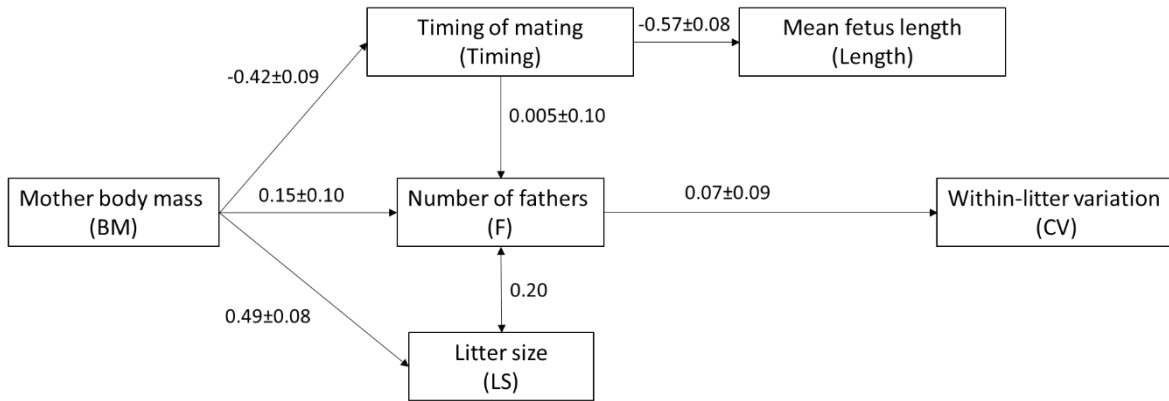 Timing of mating
(Timing)
-0.57±0.08
Mean fetus length
(Length)
-0.42±0.09
0.005±0.10
Mother body mass
(BM)
0.15±0.10
Number of fathers
(F)
0.07±0.09
Within-litter variation
(CV)
0.49±0.08
0.20
Litter size
(LS)